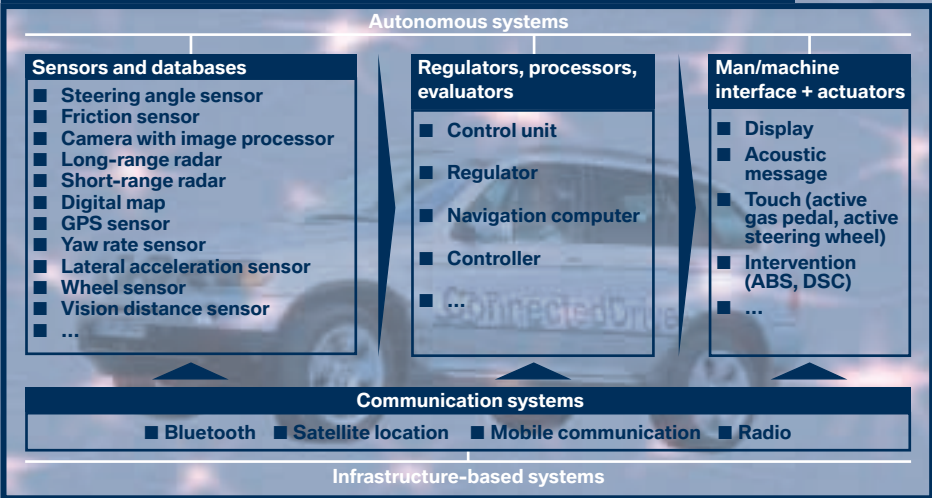 Autonomous systems
Sensors and databases
■ Steering angle sensor
■ Friction sensor
■ Camera with image processor
■ Long-range radar
■ Short-range radar
■ Digital map
■ GPS sensor
■ Yaw rate sensor
■ Lateral acceleration sensor
■ Wheel sensor
■ Vision distance sensor
■ ...
Regulators, processors,
evaluators
■ Control unit
■ Regulator
■ Navigation computer
■ Controller
■ ...
Man/machine
interface + actuators
■ Display
■ Acoustic
message
■ Touch (active
gas pedal, active
steering wheel)
■ Intervention
(ABS, DSC)
■ ...
ConnectedDrive
Communication systems
■ Bluetooth ■ Satellite location ■ Mobile communication ■ Radio
Infrastructure-based systems